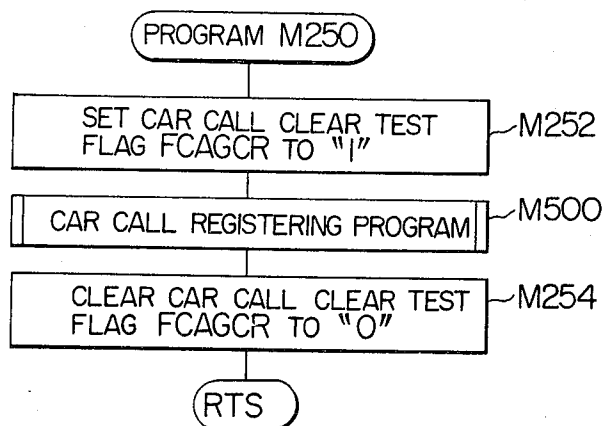 PROGRAM M250
SET CAR CALL CLEAR TEST
FLAG FCAGCR TO "1"
M252
CAR CALL REGISTERING PROGRAM
M500
CLEAR CAR CALL CLEAR TEST
FLAG FCAGCR TO "0"
M254
RTS